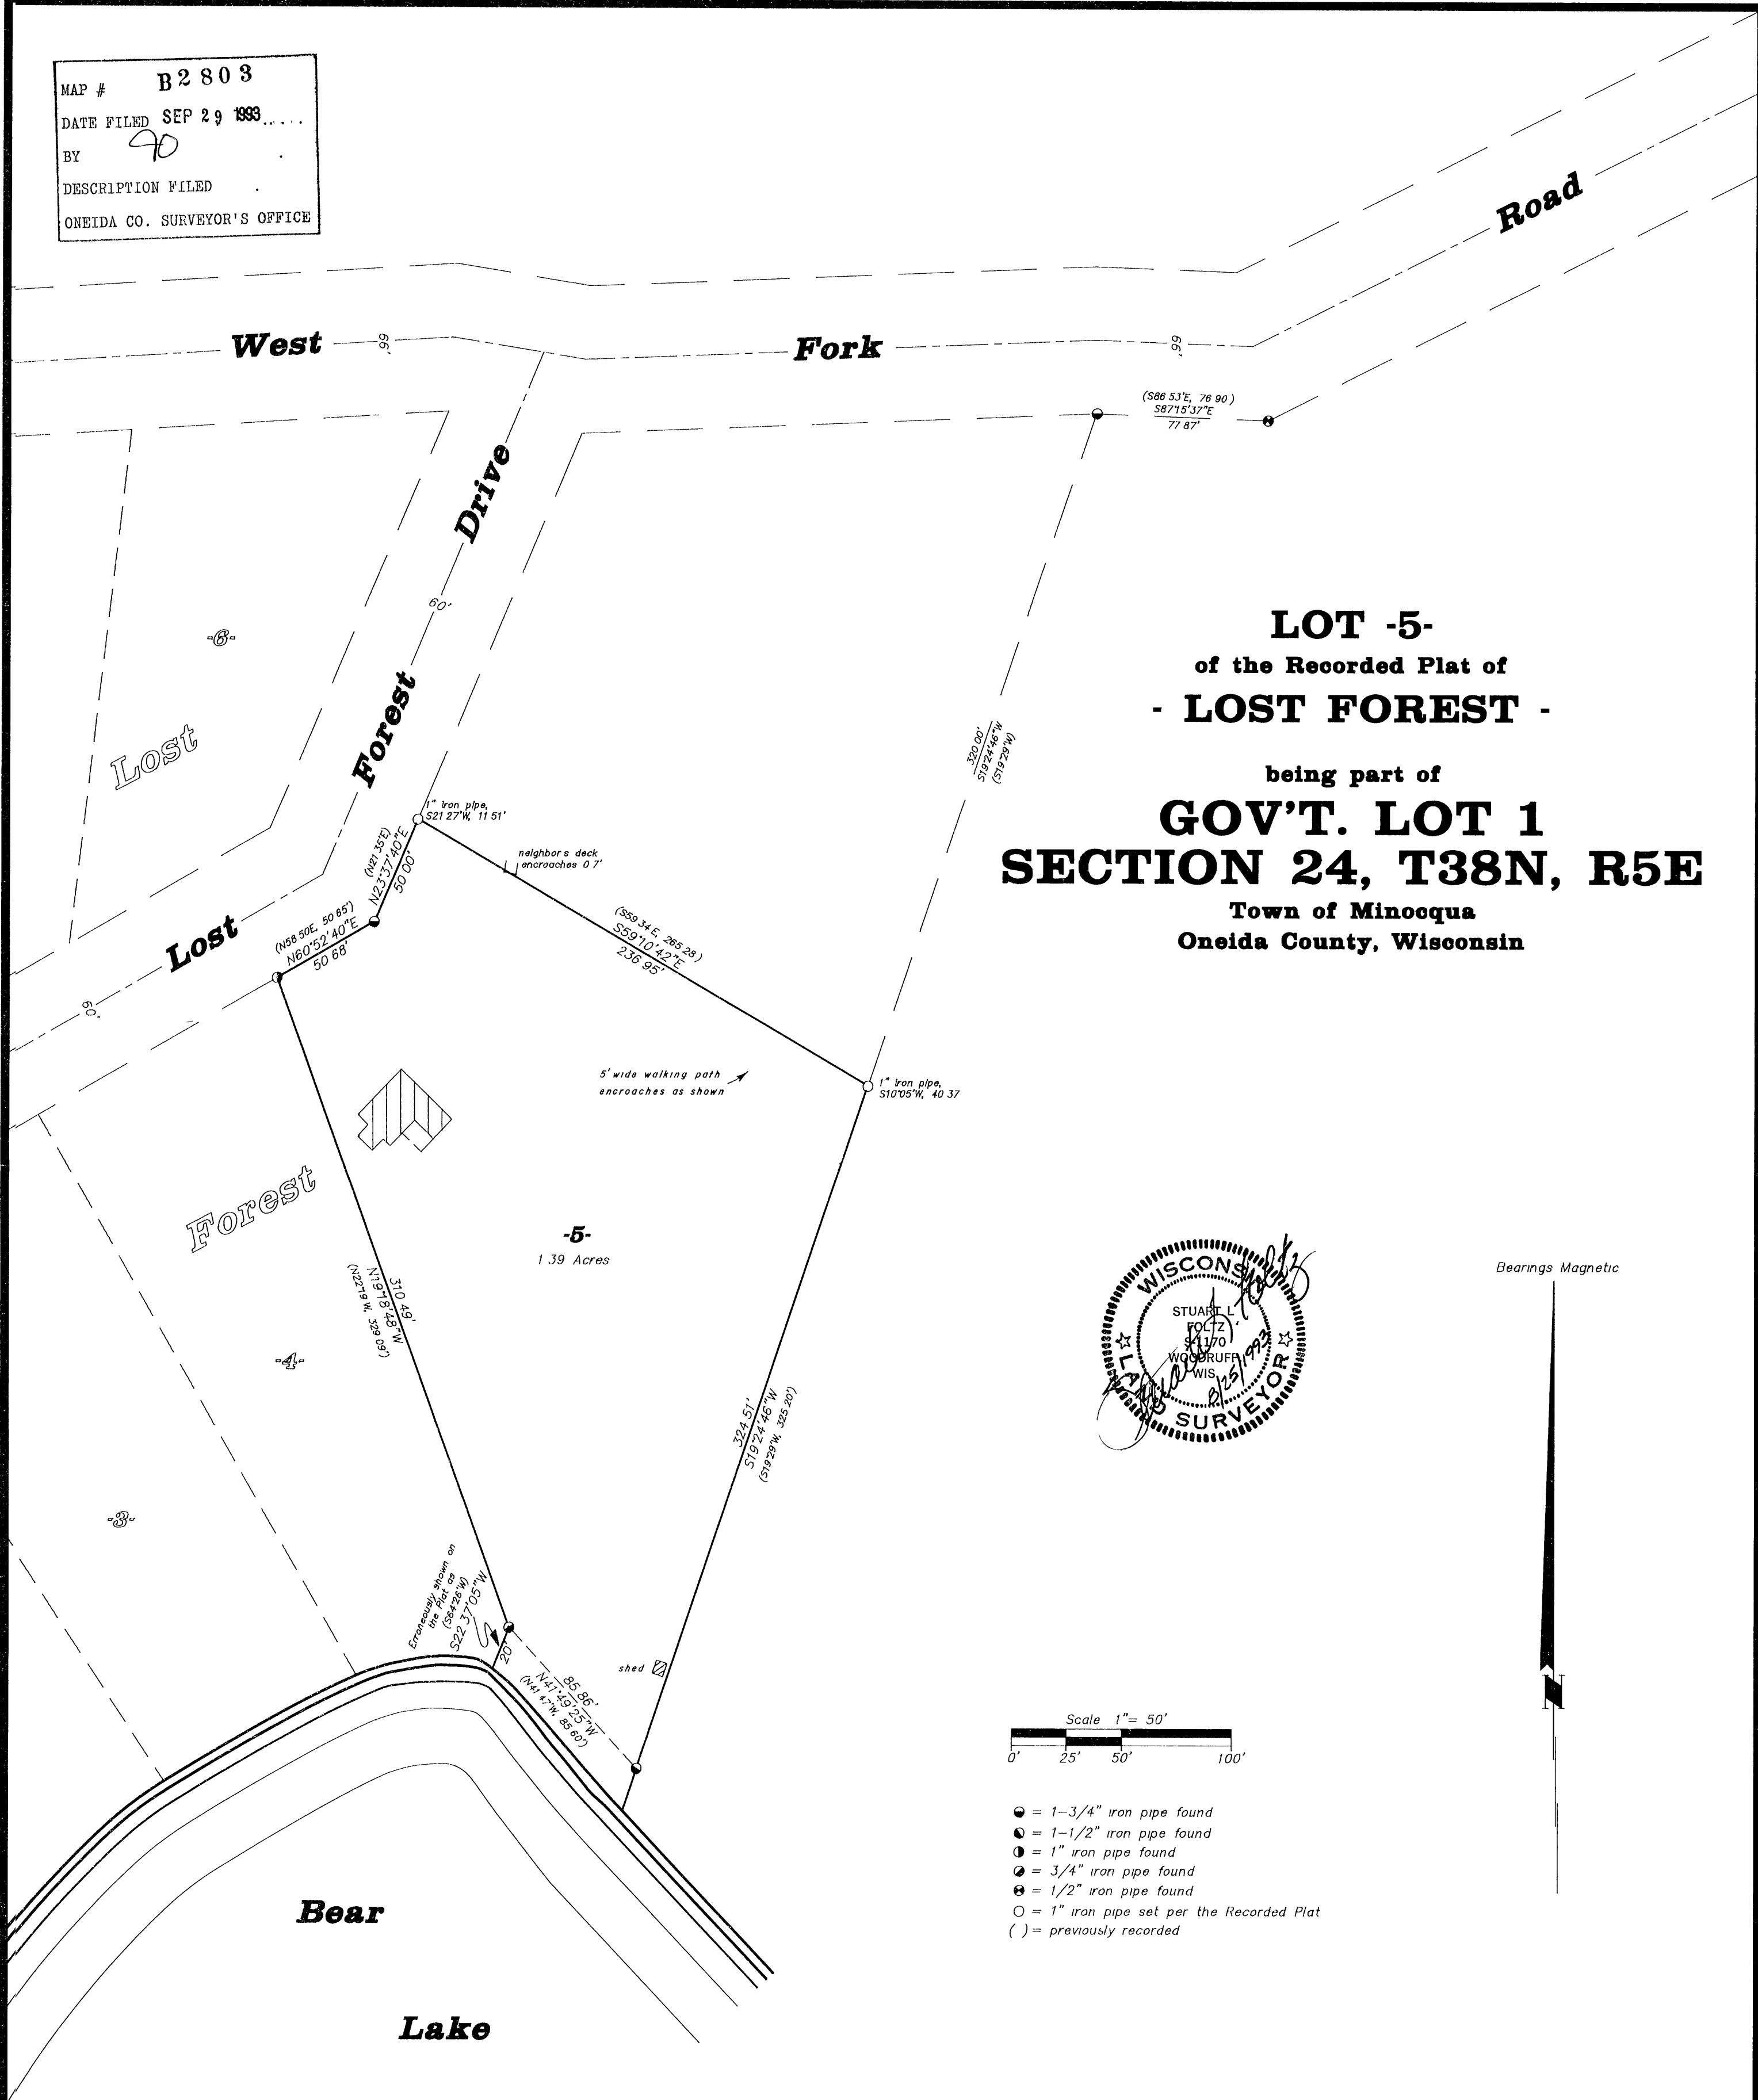 MAP # B2803
DATE FILED SEP 29 1993
BY
DESCRIPTION FILED .
ONEIDA CO. SURVEYOR'S OFFICE
Road
West
66'
Fork
66'
(S86 53'E, 76 90)
S87°15'37"E
77 87'
Drive
60'
Forest
Lost
60'
-6-
Lost
Forest
320 00'
S19°24'46"W
(S19°29'W)
LOT -5-
of the Recorded Plat of
- LOST FOREST -
being part of
GOV'T. LOT 1
SECTION 24, T38N, R5E
Town of Minocqua
Oneida County, Wisconsin
1" iron pipe,
S21 27'W, 11 51'
(N21 35'E)
N23°37'40"E
50 00'
neighbor s deck
encroaches 0 7'
(N58 50E, 50 65')
N60°52'40"E
50 68'
(S59 34 E, 265 28)
S59°10'42"E
236 95'
5' wide walking path
encroaches as shown
1" iron pipe,
S10°05'W, 40 37
-5-
1 39 Acres
310 49'
N19°18'48"W
(N22°19 W, 329 09')
-4-
-3-
324 51'
S19°24'46"W
(S19°29'W, 325 20')
Erroneously shown on
the Plat as
(S64°26'W)
S22 37'05"W
20'
shed
85 86'
N41°49'25"W
(N41 47'W, 85 60')
WISCONSIN
STUART L
FOLTZ
S-1170
WOODRUFF
WIS
LAND SURVEYOR
Stuart L. Foltz
8/25/1993
Bearings Magnetic
N
Scale 1"= 50'
0' 25' 50' 100'
= 1-3/4" iron pipe found
= 1-1/2" iron pipe found
= 1" iron pipe found
= 3/4" iron pipe found
= 1/2" iron pipe found
= 1" iron pipe set per the Recorded Plat
( )= previously recorded
Bear
Lake